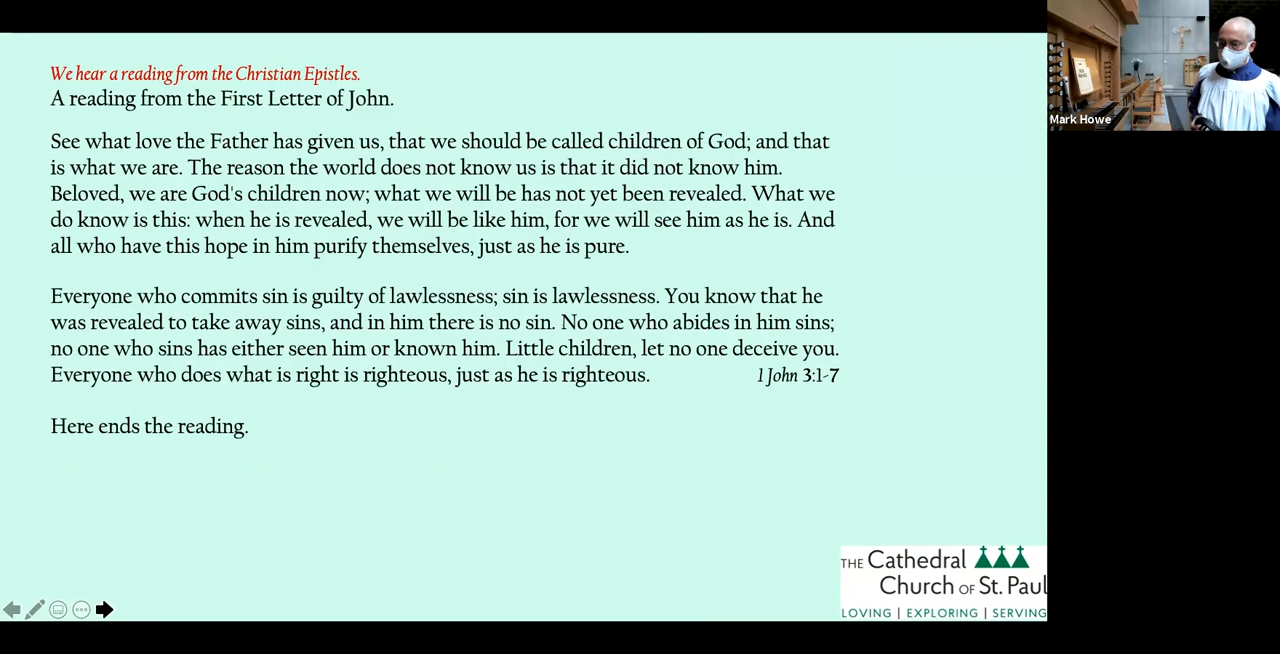 We hear a reading from the Christian Epistles.
A reading from the First Letter of John.
See what love the Father has given us, that we should be called children of God; and that
is what we are. The reason the world does not know us is that it did not know him.
Beloved, we are God's children now; what we will be has not yet been revealed. What we
do know is this: when he is revealed, we will be like him, for we will see him as he is. And
all who have this hope in him purify themselves, just as he is pure.
Everyone who commits sin is guilty of lawlessness; sin is lawlessness. You know that he
was revealed to take away sins, and in him there is no sin. No one who abides in him sins;
no one who sins has either seen him or known him. Little children, let no one deceive you.
Everyone who does what is right is righteous, just as he is righteous. 1 John 3:1-7
Here ends the reading.
THE Cathedral
Church OF St. Paul
LOVING | EXPLORING | SERVING
Mark Howe